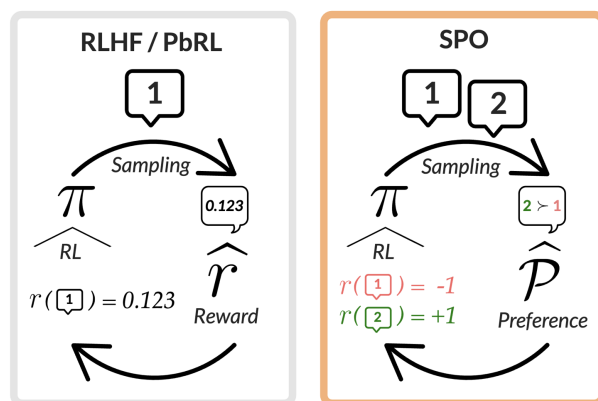 RLHF / PbRL
1
Sampling
π
0.123
RL
r̂
r(1) = 0.123
Reward
SPO
1
2
Sampling
π
2 ≻ 1
RL
P̂
r(1) = -1
r(2) = +1
Preference